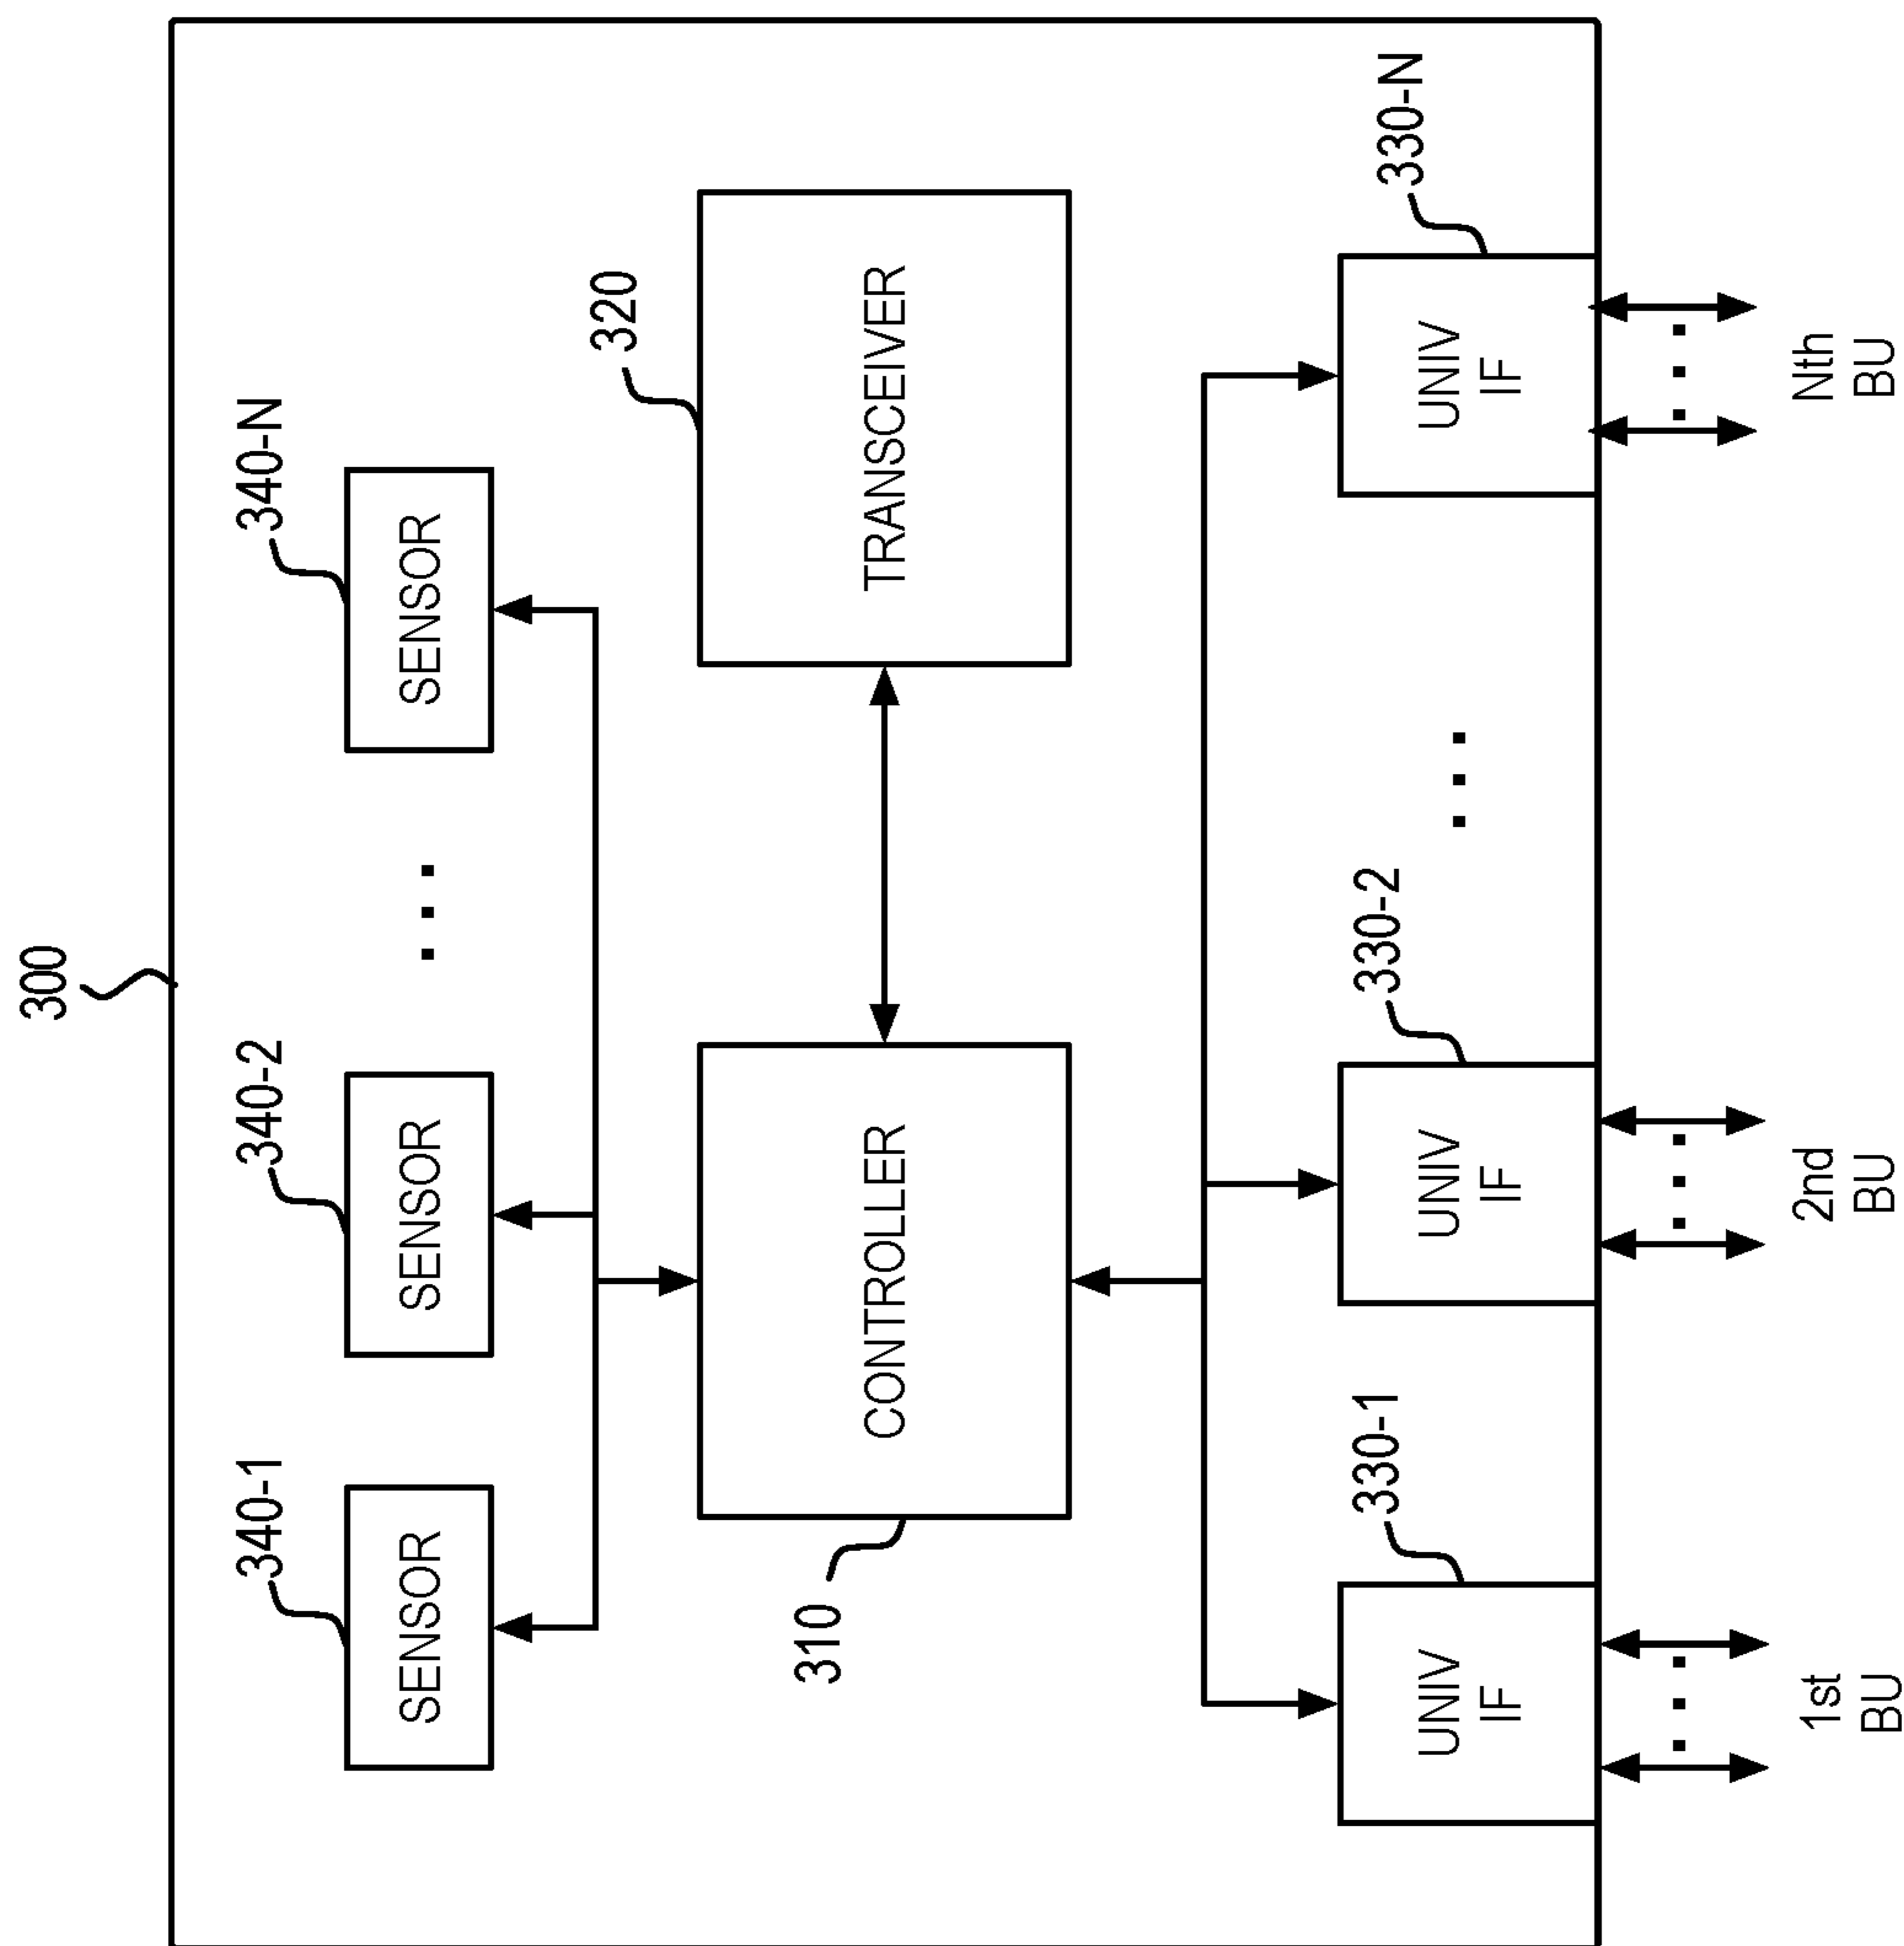 300
340-1
340-2
340-N
SENSOR
SENSOR
SENSOR
320
CONTROLLER
TRANSCEIVER
310
330-1
330-2
330-N
UNIV
IF
UNIV
IF
UNIV
IF
1st
BU
2nd
BU
Nth
BU